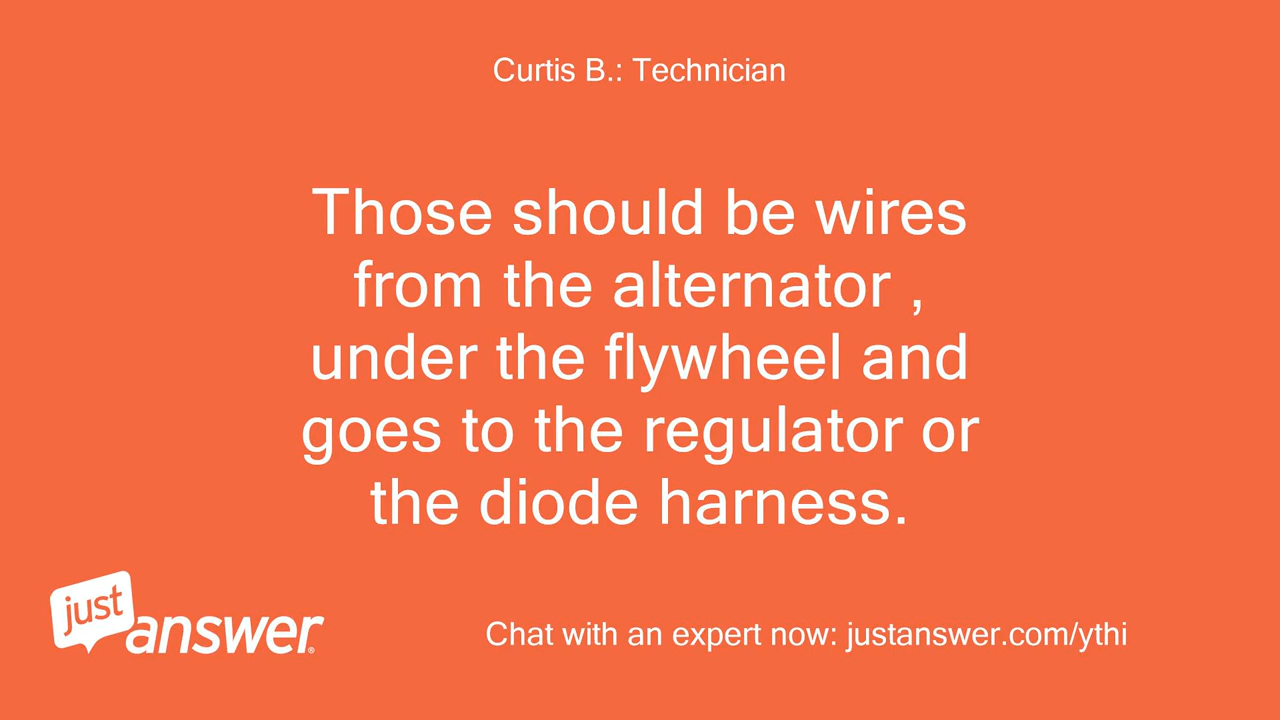 Curtis B.: Technician
Those should be wires
from the alternator ,
under the flywheel and
goes to the regulator or
the diode harness.
just
answer®
Chat with an expert now: justanswer.com/ythi